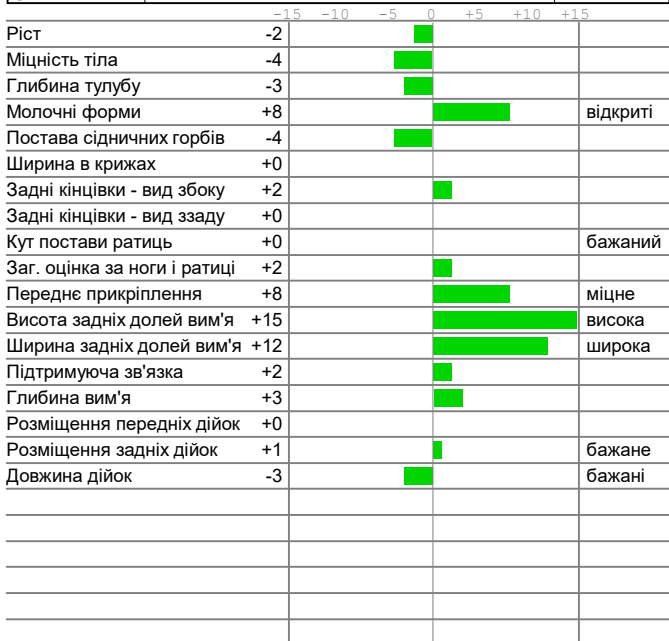 -15 -10 -5 0 +5 +10 +15
Ріст -2
Міцність тіла -4
Глибина тулубу -3
Молочні форми +8 відкриті
Постава сідничних горбів -4
Ширина в крижах +0
Задні кінцівки - вид збоку +2
Задні кінцівки - вид ззаду +0
Кут постави ратиць +0 бажаний
Заг. оцінка за ноги і ратиці +2
Переднє прикріплення +8 міцне
Висота задніх долей вим'я +15 висока
Ширина задніх долей вим'я +12 широка
Підтримуюча зв'язка +2
Глибина вим'я +3
Розміщення передніх дійок +0
Розміщення задніх дійок +1 бажане
Довжина дійок -3 бажані